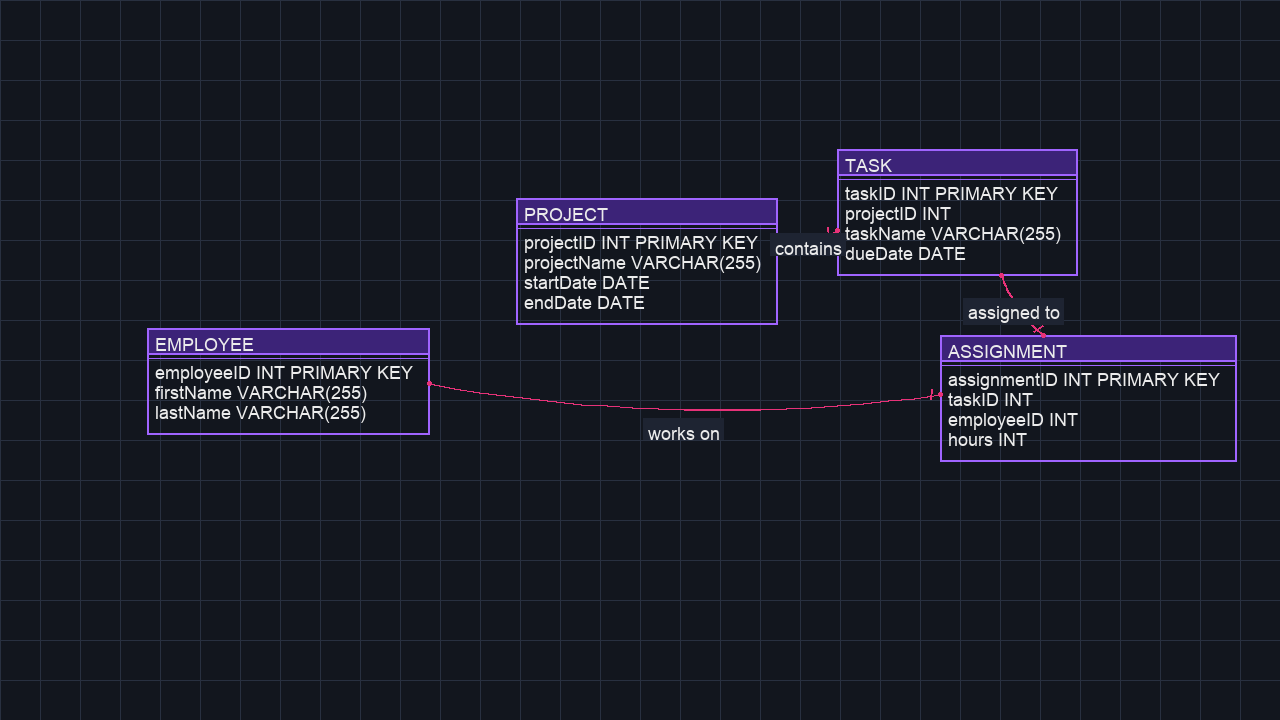 TASK
taskID INT PRIMARY KEY
projectID INT
taskName VARCHAR(255)
dueDate DATE
PROJECT
projectID INT PRIMARY KEY
projectName VARCHAR(255)
startDate DATE
endDate DATE
contains
assigned to
EMPLOYEE
employeeID INT PRIMARY KEY
firstName VARCHAR(255)
lastName VARCHAR(255)
works on
ASSIGNMENT
assignmentID INT PRIMARY KEY
taskID INT
employeeID INT
hours INT